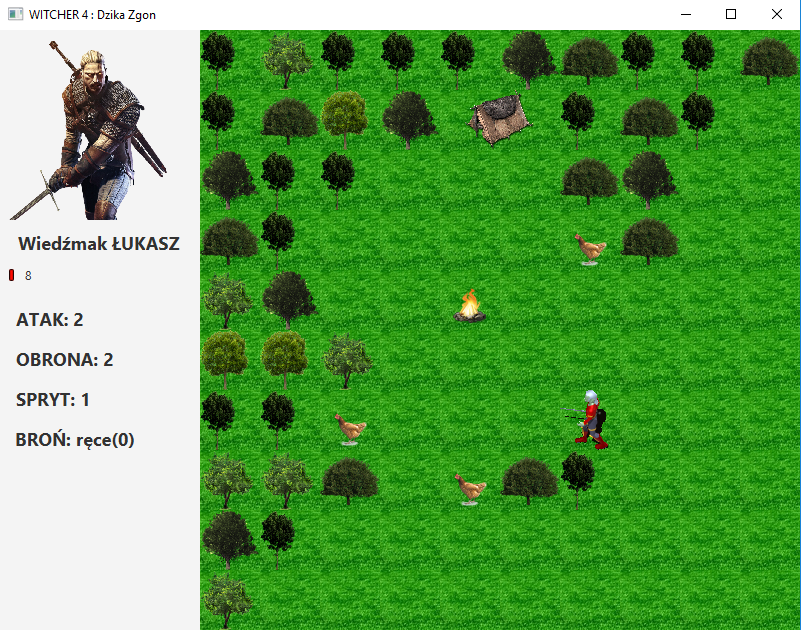 WITCHER 4 : Dzika Zgon
Wiedźmak ŁUKASZ
8
ATAK: 2
OBRONA: 2
SPRYT: 1
BROŃ: ręce(0)